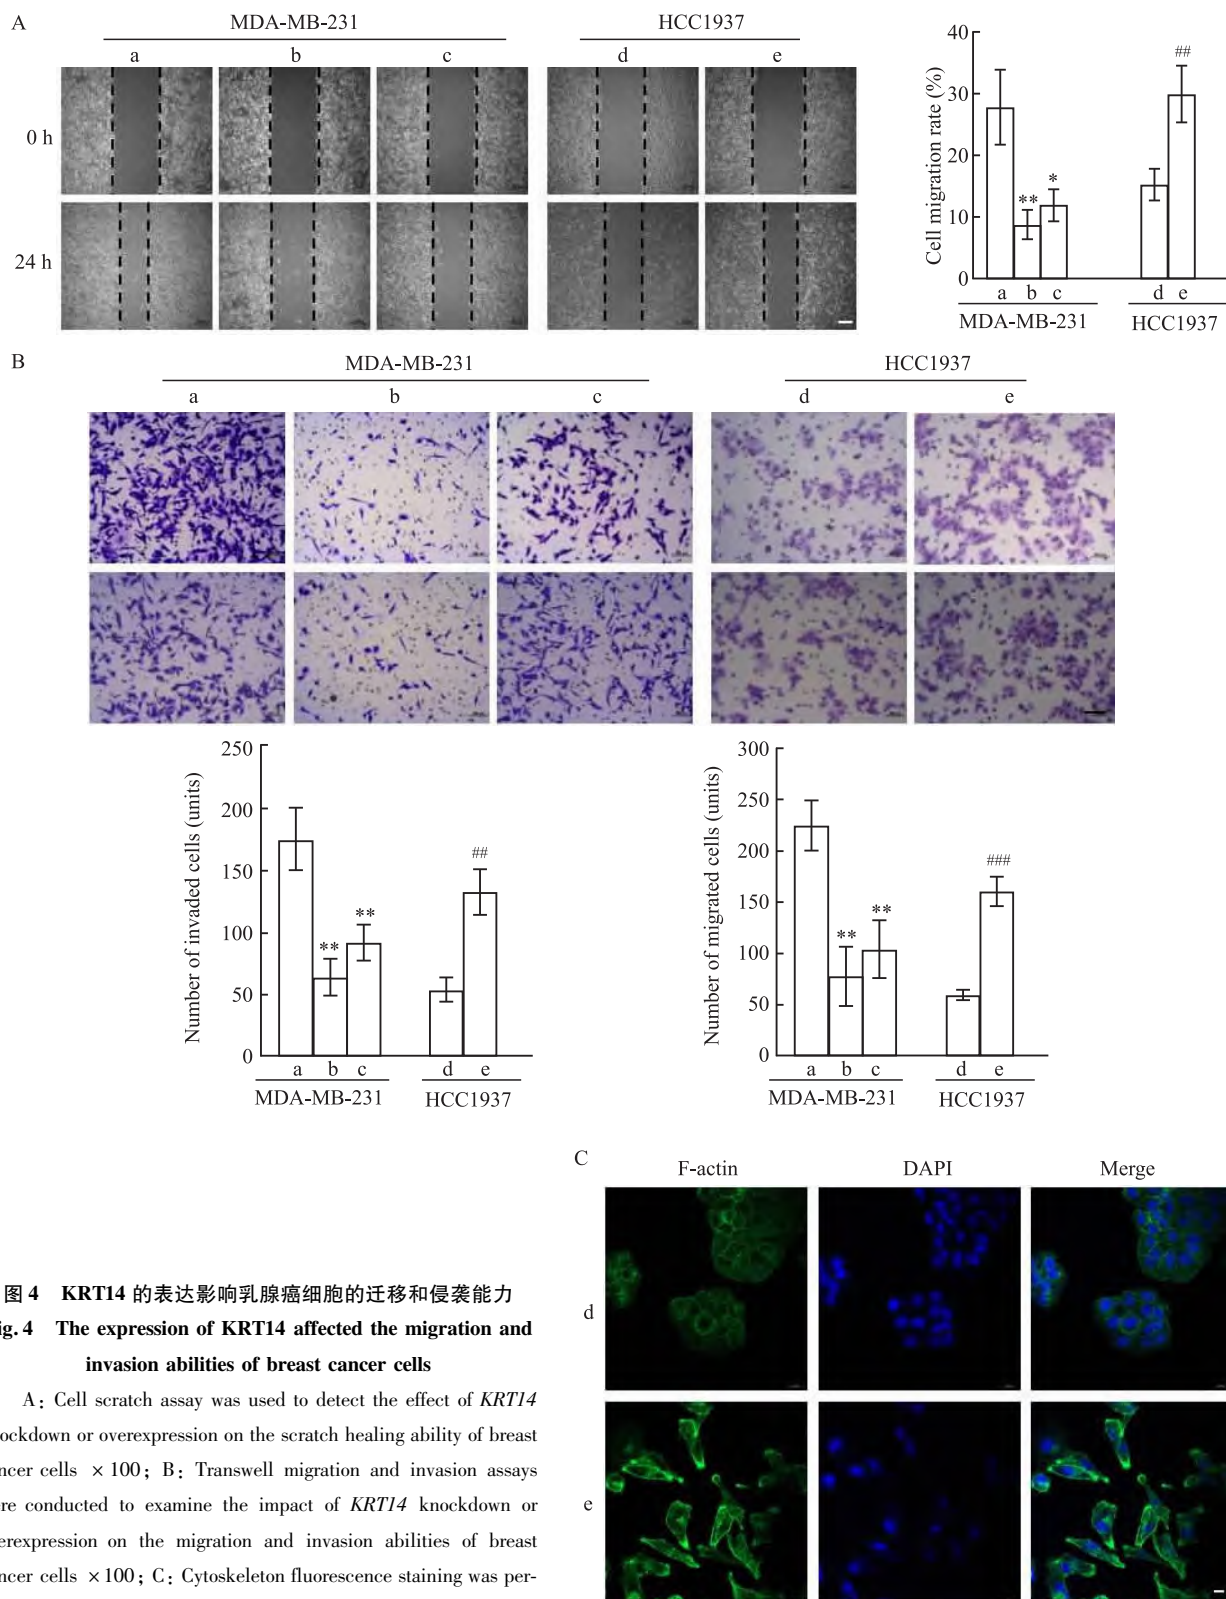 A
MDA-MB-231
HCC1937
a
b
c
d
e
0 h
24 h
Cell migration rate (%)
40
30
20
10
0
**
*
##
a b c
d e
MDA-MB-231
HCC1937
B
MDA-MB-231
HCC1937
a
b
c
d
e
Number of invaded cells (units)
250
200
150
100
50
0
**
**
##
a b c
d e
MDA-MB-231
HCC1937
Number of migrated cells (units)
300
250
200
150
100
50
0
**
**
###
a b c
d e
MDA-MB-231
HCC1937
C
F-actin
DAPI
Merge
d
e
图4 KRT14 的表达影响乳腺癌细胞的迁移和侵袭能力
ig. 4 The expression of KRT14 affected the migration and
invasion abilities of breast cancer cells
A: Cell scratch assay was used to detect the effect of KRT14
ockdown or overexpression on the scratch healing ability of breast
ncer cells ×100; B: Transwell migration and invasion assays
re conducted to examine the impact of KRT14 knockdown or
erexpression on the migration and invasion abilities of breast
ncer cells ×100; C: Cytoskeleton fluorescence staining was per-